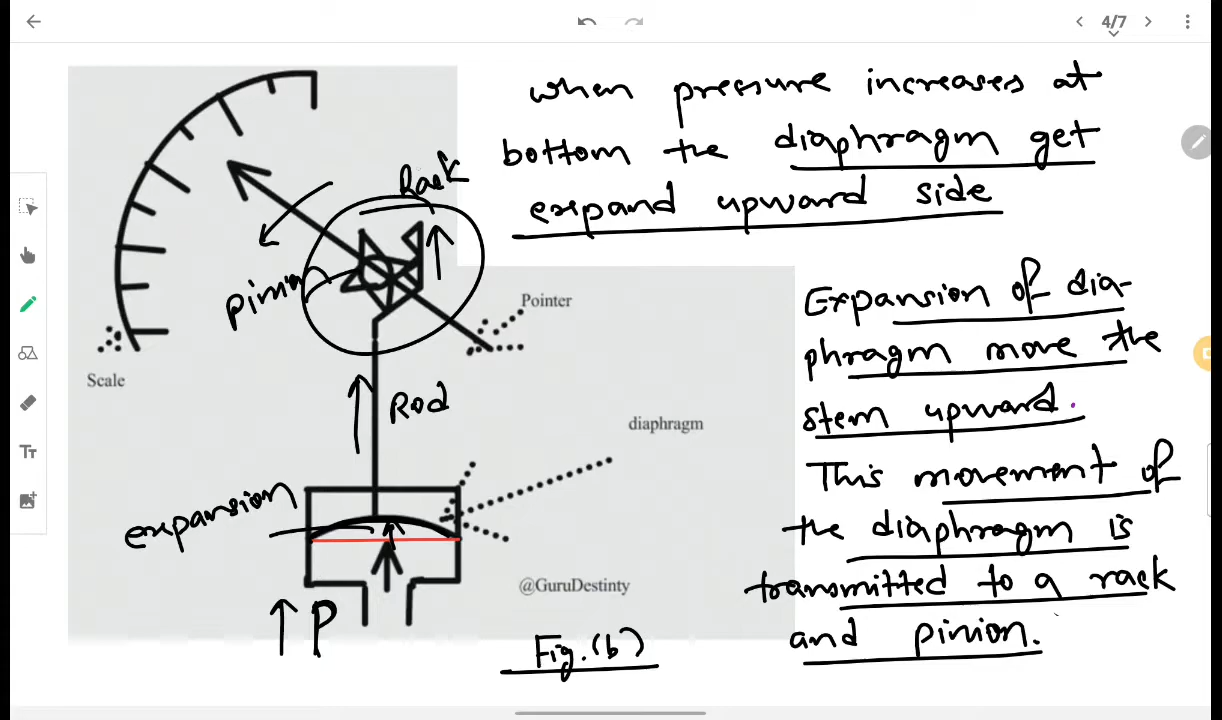 4/7
when pressure increases at
bottom the diaphragm get
expand upward side
Rack
pinion
Pointer
Expansion of dia-
phragm move the
stem upward.
Scale
Rod
diaphragm
This movement of
the diaphragm is
transmitted to a rack
and pinion.
expansion
@GuruDestinty
↑ P
Fig.(b)
Tт